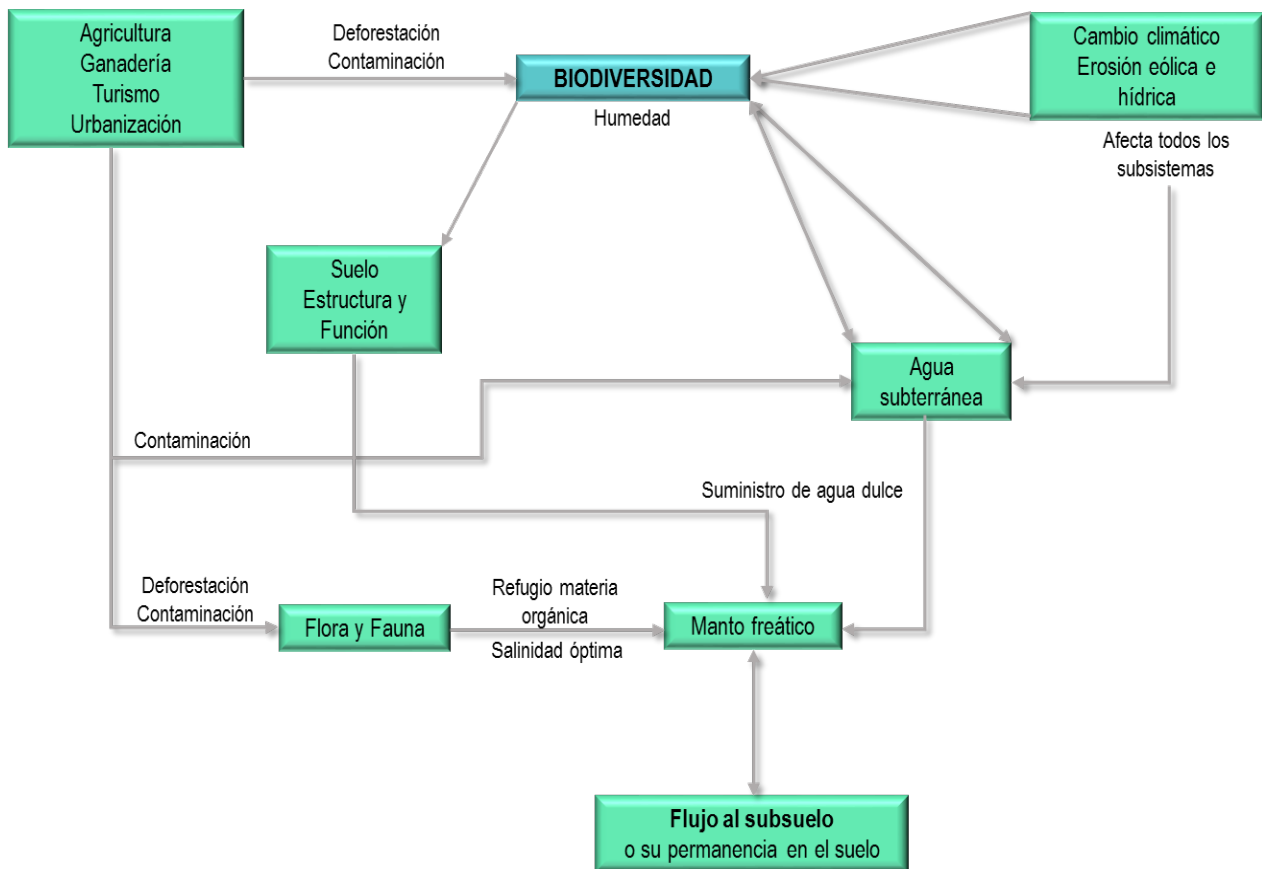 Agricultura
Ganadería
Turismo
Urbanización
Deforestación
Contaminación
BIODIVERSIDAD
Humedad
Cambio climático
Erosión eólica e
hídrica
Afecta todos los
subsistemas
Suelo
Estructura y
Función
Agua
subterránea
Contaminación
Suministro de agua dulce
Deforestación
Contaminación
Flora y Fauna
Refugio materia
orgánica
Salinidad óptima
Manto freático
Flujo al subsuelo
o su permanencia en el suelo